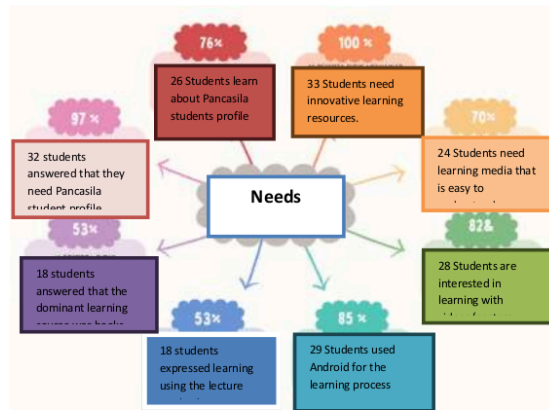 76%
26 Students learn
about Pancasila
students profile
100 %
33 Students need
innovative learning
resources.
97 %
32 students
answered that they
need Pancasila
student profile
70%
24 Students need
learning media that
is easy to
Needs
53%
18 students
answered that the
dominant learning
82&
28 Students are
interested in
learning with
53%
18 students
expressed learning
using the lecture
85 %
29 Students used
Android for the
learning process